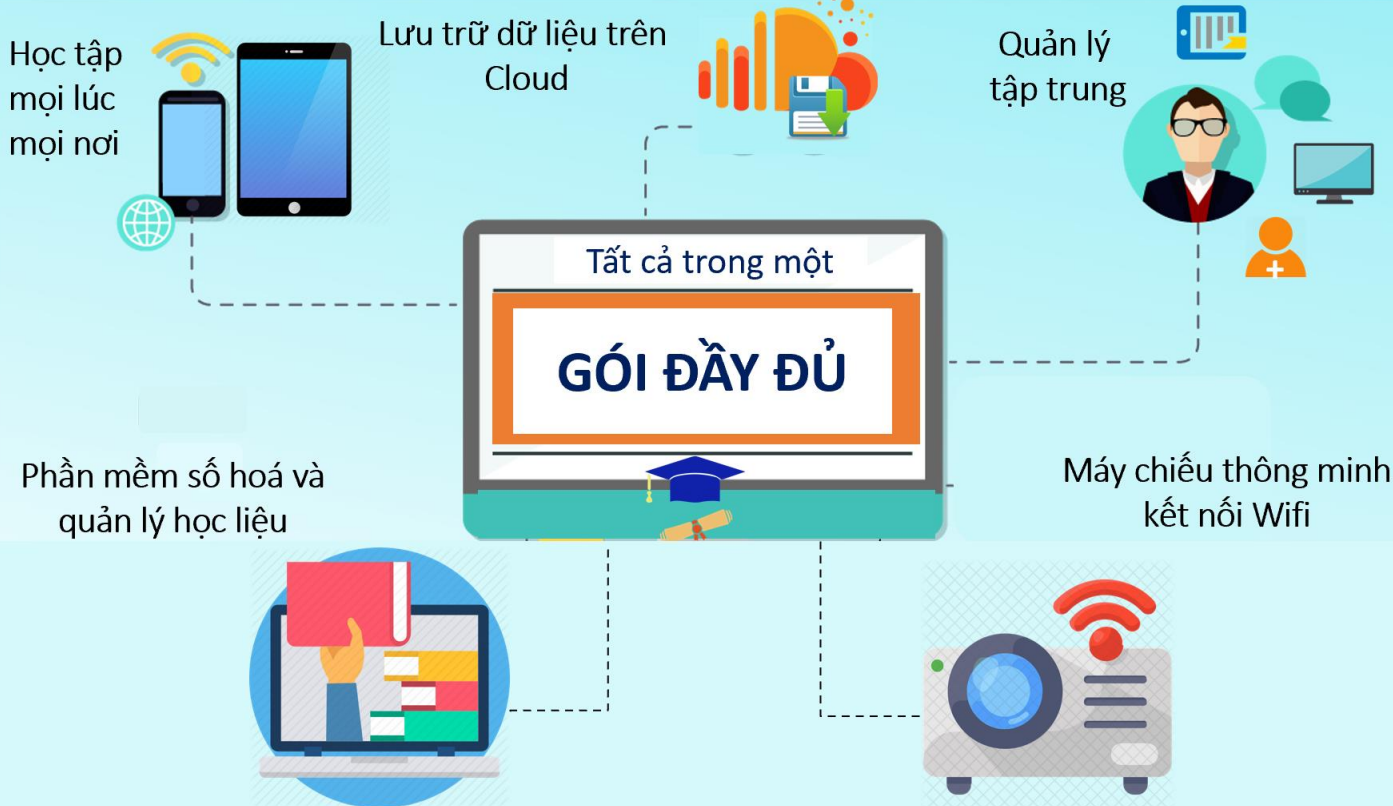 Học tập
mọi lúc
mọi nơi
Lưu trữ dữ liệu trên
Cloud
Quản lý
tập trung
Tất cả trong một
GÓI ĐẦY ĐỦ
Phần mềm số hoá và
quản lý học liệu
Máy chiếu thông minh
kết nối Wifi